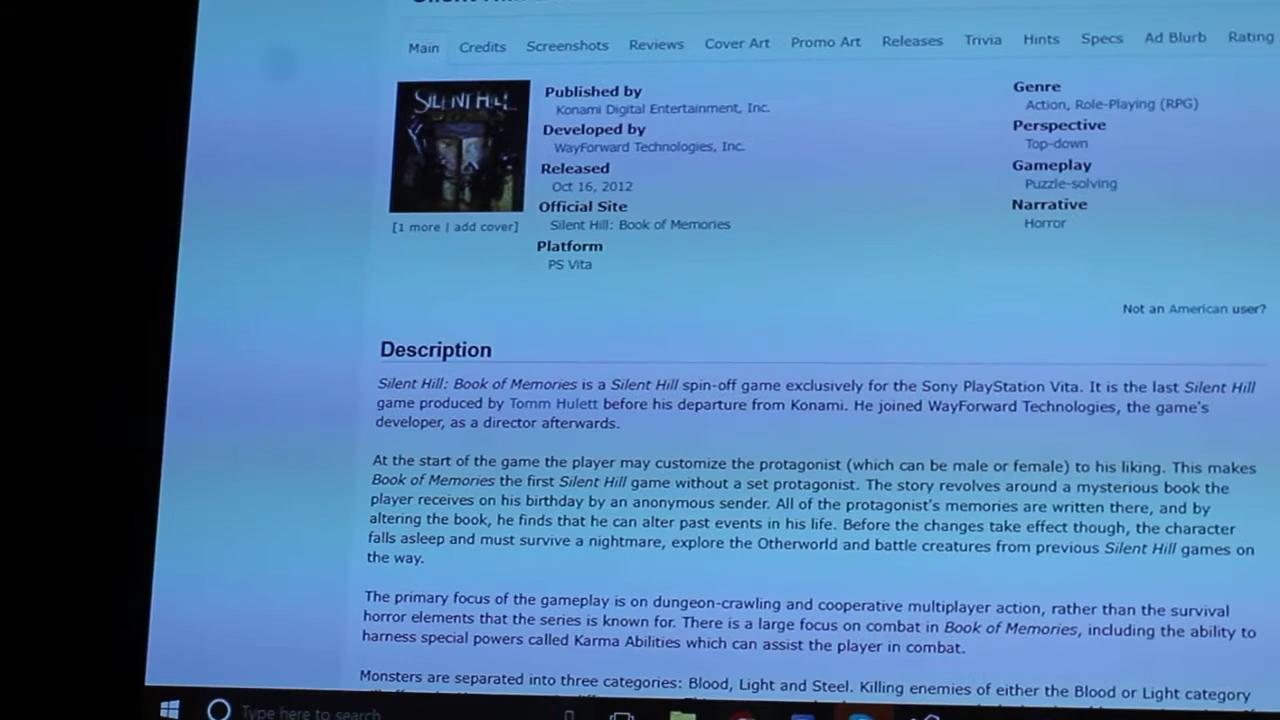 Main Credits Screenshots Reviews Cover Art Promo Art Releases Trivia Hints Specs Ad Blurb Rating
SILENT HILL
Published by
Konami Digital Entertainment, Inc.
Developed by
WayForward Technologies, Inc.
Released
Oct 16, 2012
Official Site
Silent Hill: Book of Memories
Platform
PS Vita
[1 more | add cover]
Genre
Action, Role-Playing (RPG)
Perspective
Top-down
Gameplay
Puzzle-solving
Narrative
Horror
Not an American user?
Description
Silent Hill: Book of Memories is a Silent Hill spin-off game exclusively for the Sony PlayStation Vita. It is the last Silent Hill
game produced by Tomm Hulett before his departure from Konami. He joined WayForward Technologies, the game's
developer, as a director afterwards.
At the start of the game the player may customize the protagonist (which can be male or female) to his liking. This makes
Book of Memories the first Silent Hill game without a set protagonist. The story revolves around a mysterious book the
player receives on his birthday by an anonymous sender. All of the protagonist's memories are written there, and by
altering the book, he finds that he can alter past events in his life. Before the changes take effect though, the character
falls asleep and must survive a nightmare, explore the Otherworld and battle creatures from previous Silent Hill games on
the way.
The primary focus of the gameplay is on dungeon-crawling and cooperative multiplayer action, rather than the survival
horror elements that the series is known for. There is a large focus on combat in Book of Memories, including the ability to
harness special powers called Karma Abilities which can assist the player in combat.
Monsters are separated into three categories: Blood, Light and Steel. Killing enemies of either the Blood or Light category
Type here to search